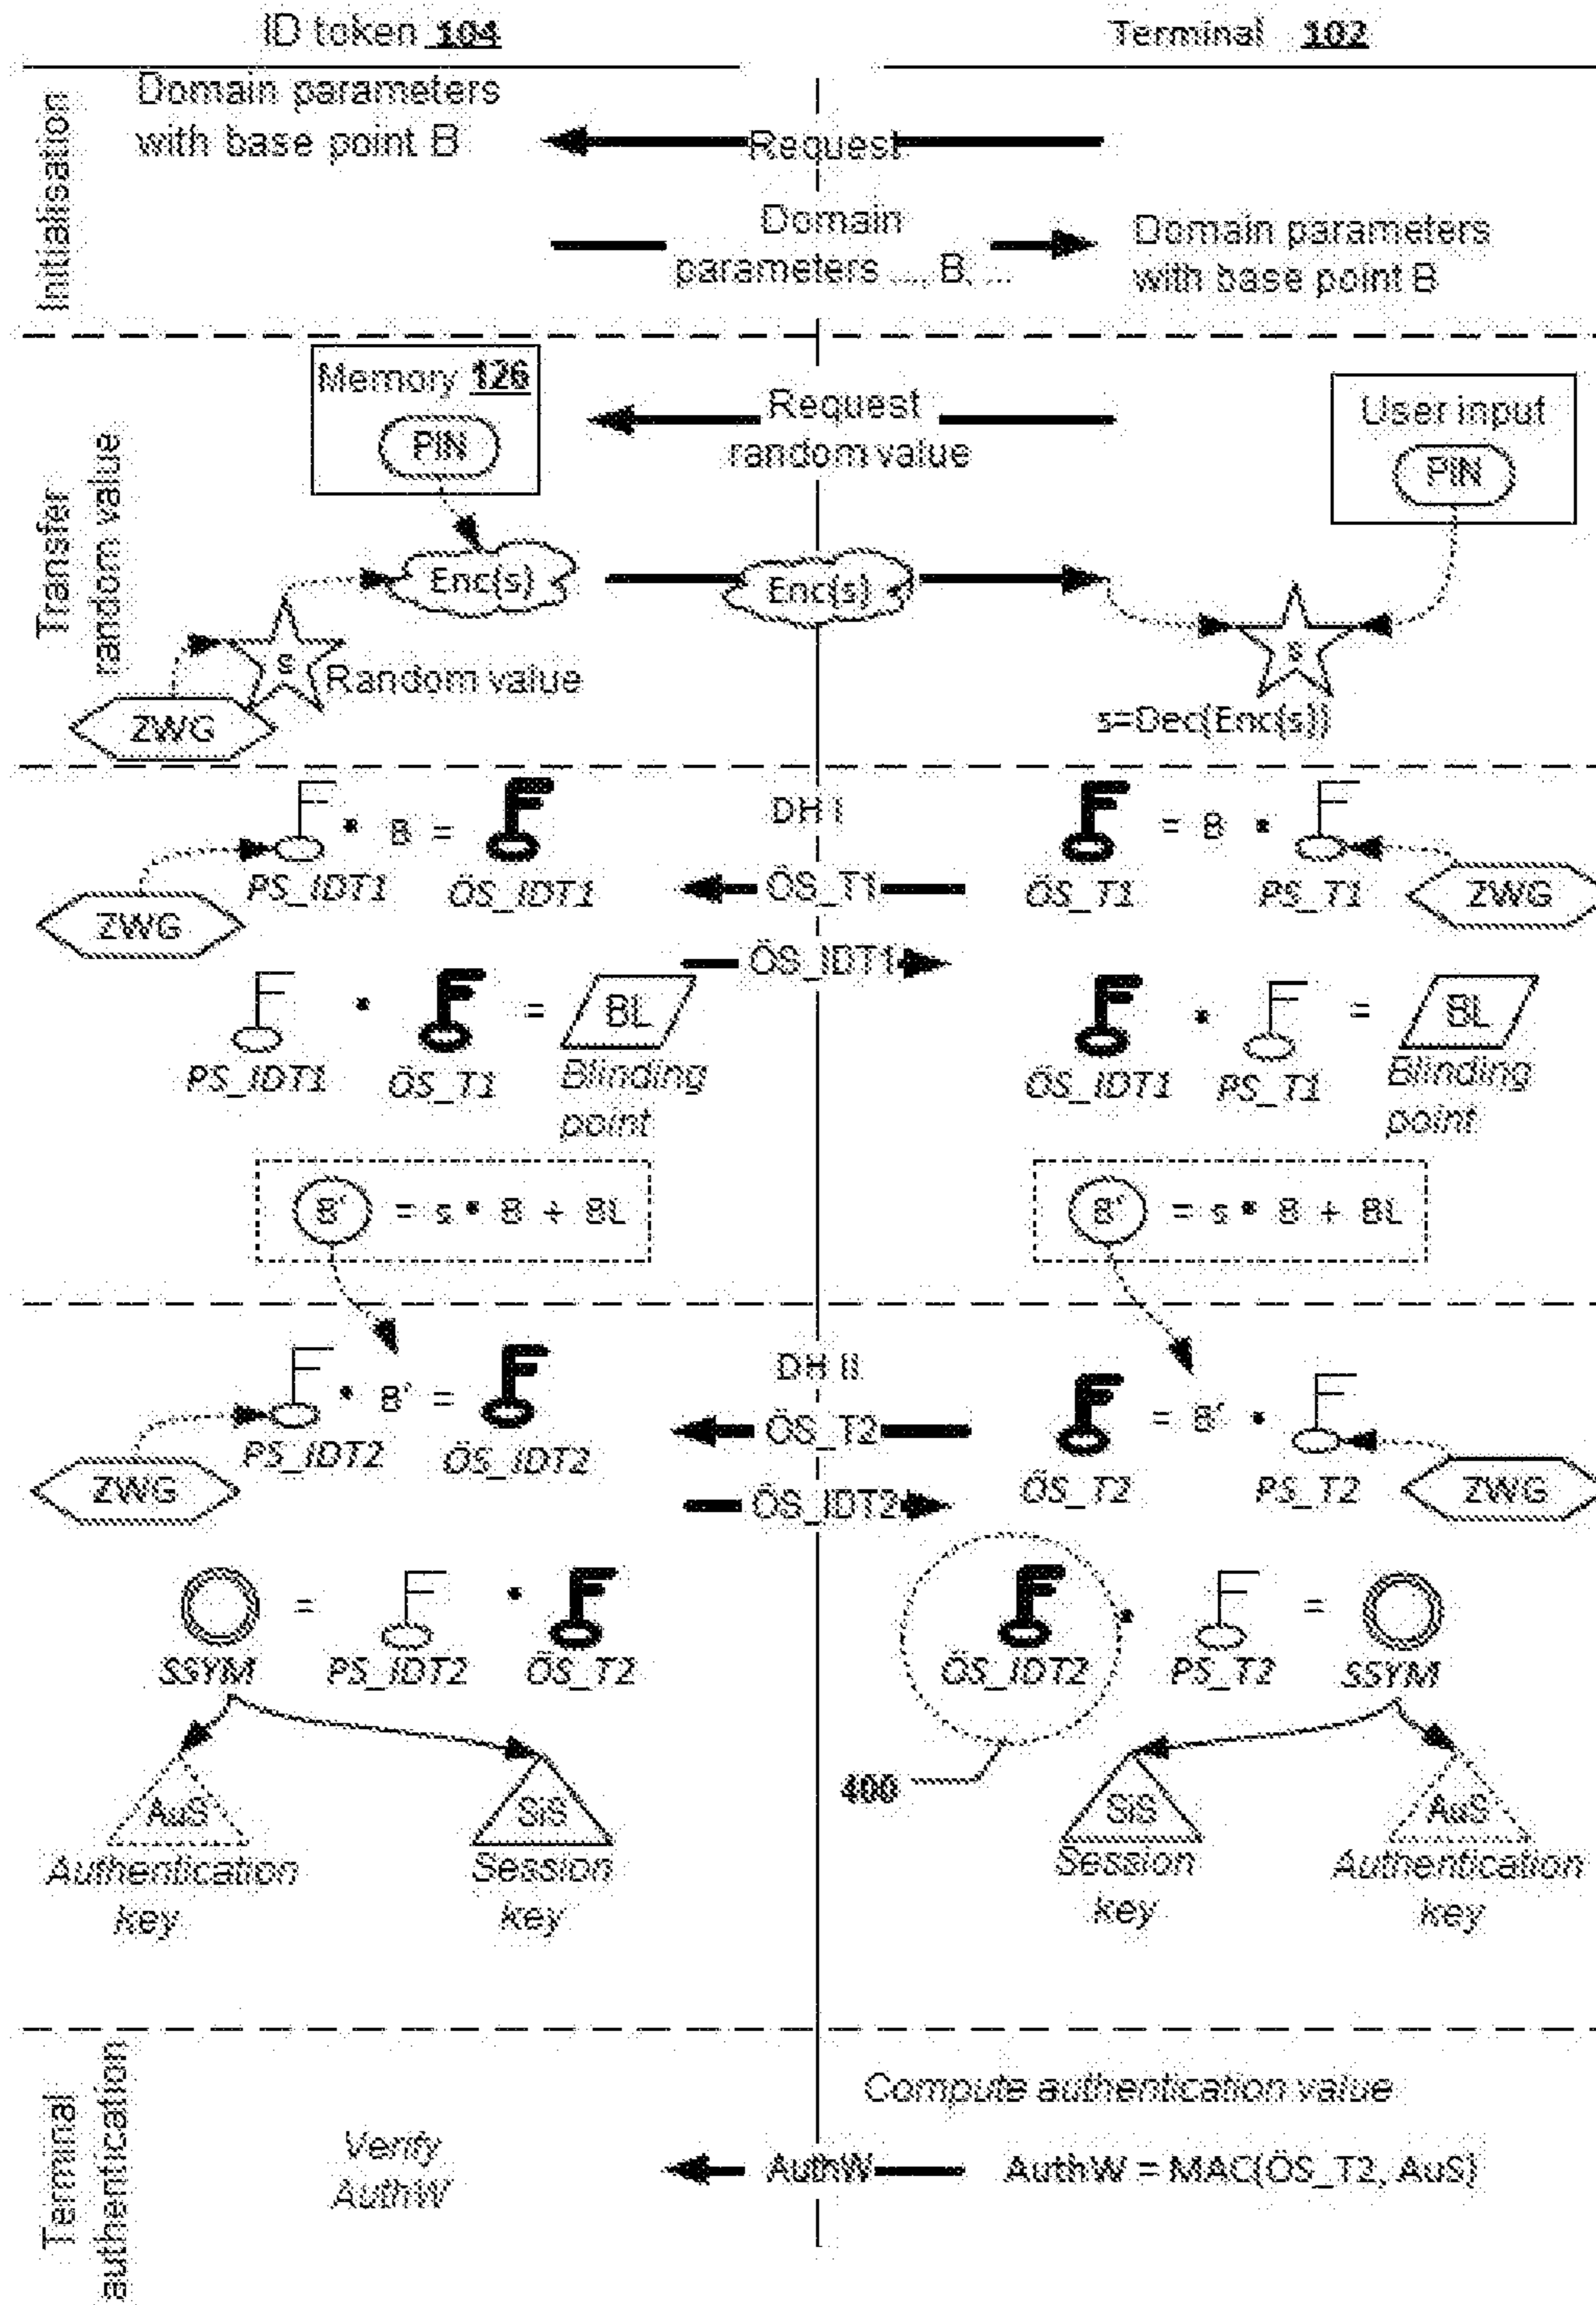 ID token 104
Terminal 102
Initialisation
Domain parameters
with base point B
Request
Domain
parameters ..., B, ...
Domain parameters
with base point B
Transfer
random value
Memory 126
PIN
Request
random value
User input
PIN
Enc(s)
Enc(s)
s
Random value
ZWG
s
s=Dec(Enc(s))
DH I
* B =
PS_IDT1
ÖS_IDT1
ZWG
ÖS_T1
ÖS_IDT1
= B *
ÖS_T1
PS_T1
ZWG
* = BL
PS_IDT1
ÖS_T1
Blinding
point
* = BL
ÖS_IDT1
PS_T1
Blinding
point
B' = s * B + BL
B' = s * B + BL
DH II
* B' =
PS_IDT2
ÖS_IDT2
ZWG
ÖS_T2
ÖS_IDT2
= B' *
ÖS_T2
PS_T2
ZWG
= *
SSYM
PS_IDT2
ÖS_T2
* =
ÖS_IDT2
PS_T2
SSYM
400
AuS
Authentication
key
SiS
Session
key
SiS
Session
key
AuS
Authentication
key
Terminal
authentication
Compute authentication value
Verify
AuthW
AuthW
AuthW = MAC(ÖS_T2, AuS)